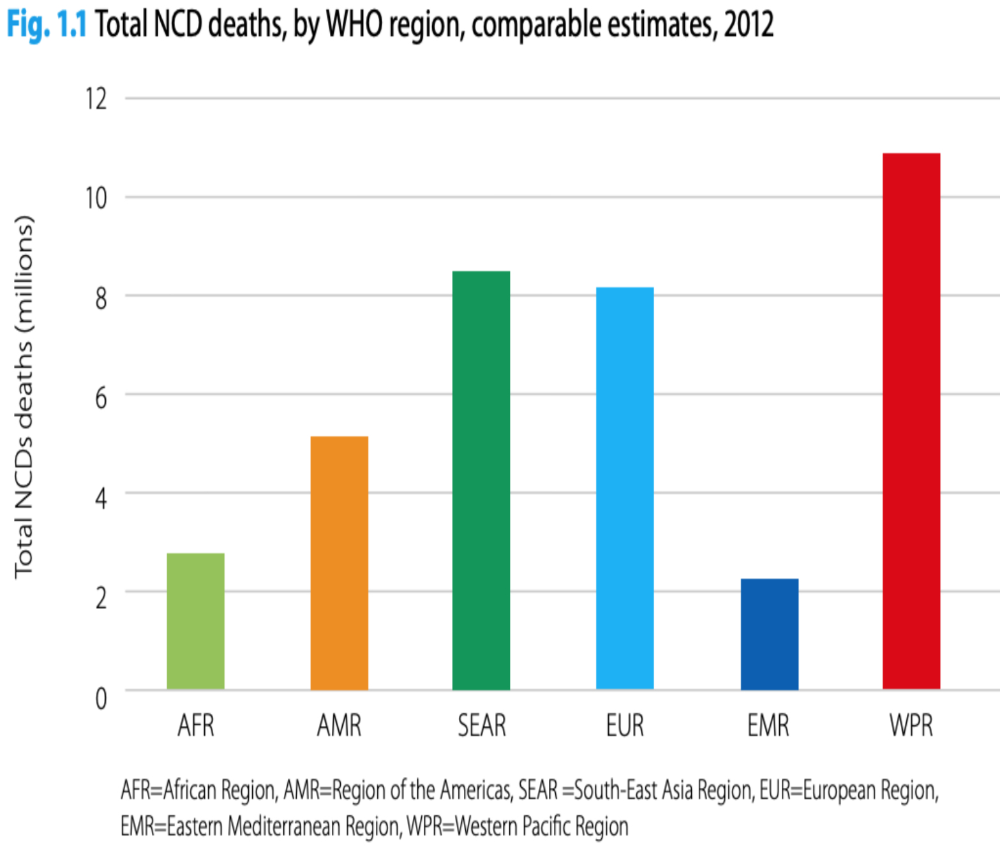 Fig. 1.1 Total NCD deaths, by WHO region, comparable estimates, 2012
Total NCDs deaths (millions)
12
10
8
6
4
2
0
AFR AMR SEAR EUR EMR WPR
AFR=African Region, AMR=Region of the Americas, SEAR =South-East Asia Region, EUR=European Region,
EMR=Eastern Mediterranean Region, WPR=Western Pacific Region